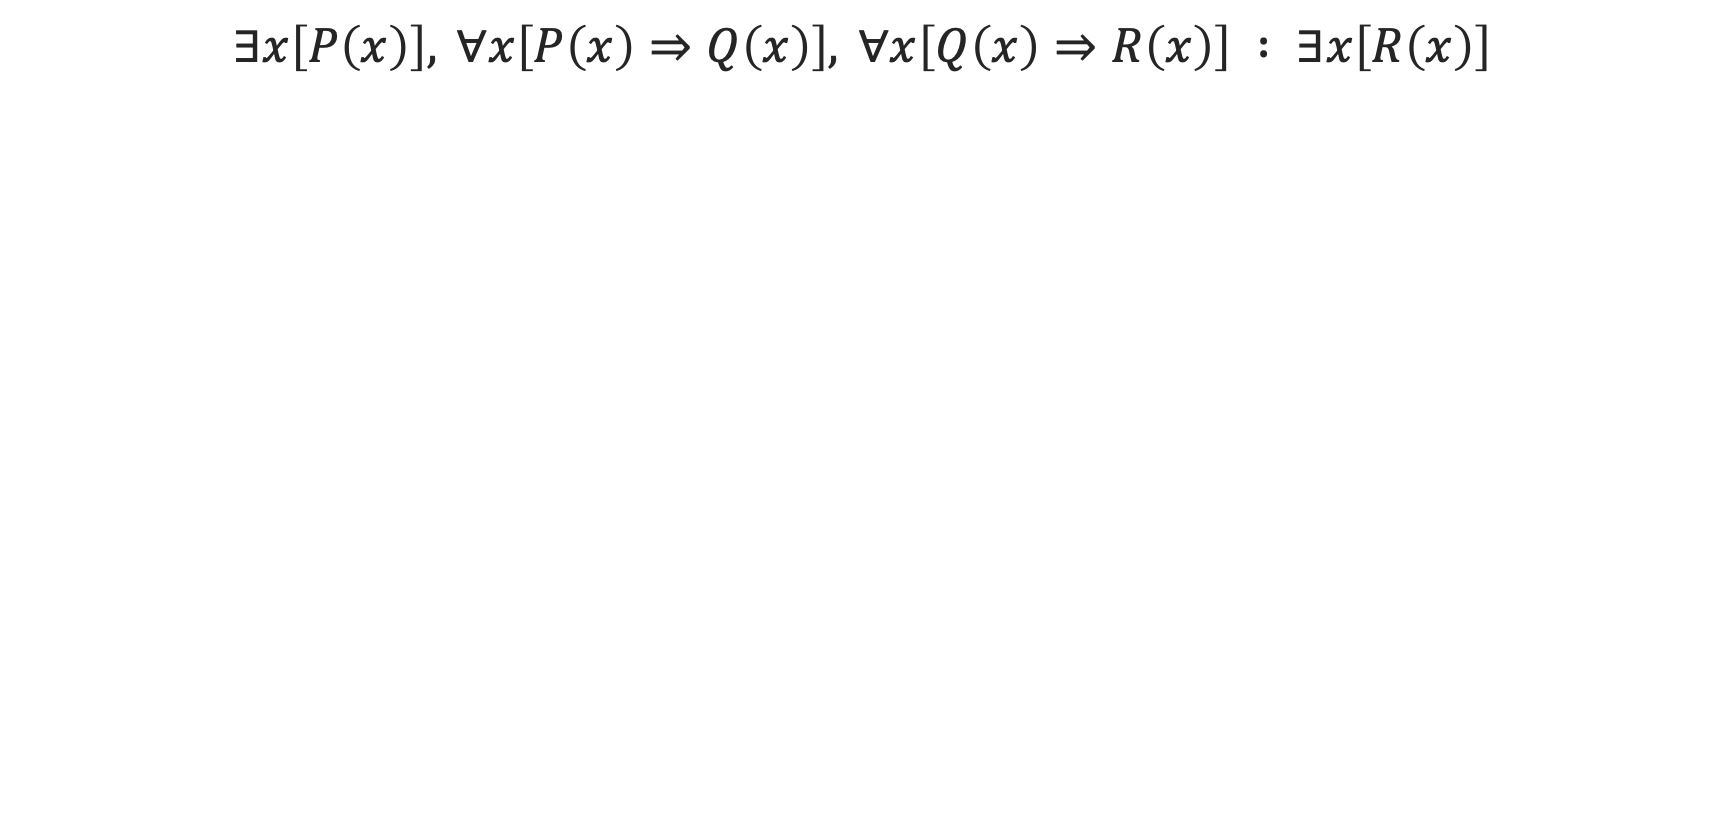 ∃x[P(x)], ∀x[P(x) ⇒ Q(x)], ∀x[Q(x) ⇒ R(x)] : ∃x[R(x)]